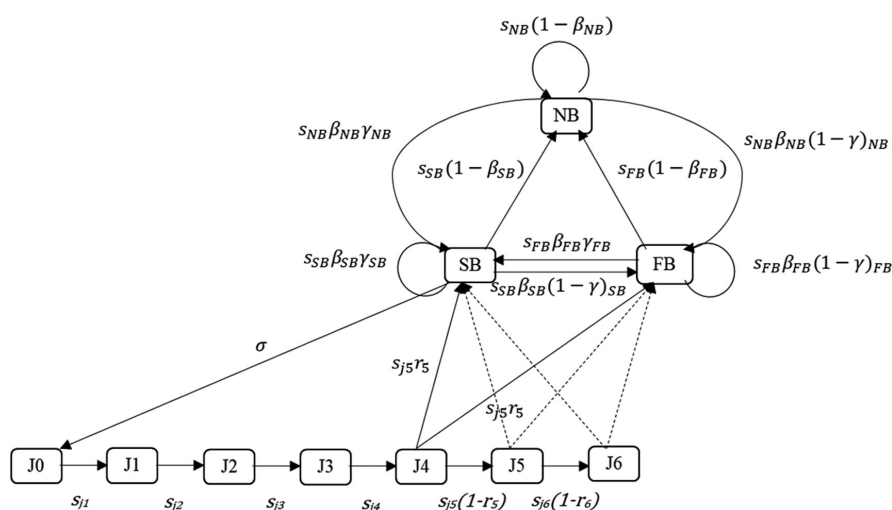 s_{NB}(1−β_{NB})
NB
s_{NB}β_{NB}γ_{NB}
s_{NB}β_{NB}(1−γ)_{NB}
s_{SB}(1−β_{SB})
s_{FB}(1−β_{FB})
s_{FB}β_{FB}γ_{FB}
s_{SB}β_{SB}γ_{SB}
SB
FB
s_{FB}β_{FB}(1−γ)_{FB}
s_{SB}β_{SB}(1−γ)_{SB}
σ
s_{j5}r_5
s_{j5}r_5
J0
J1
J2
J3
J4
J5
J6
s_{j1}
s_{j2}
s_{j3}
s_{j4}
s_{j5}(1-r_5)
s_{j6}(1-r_6)